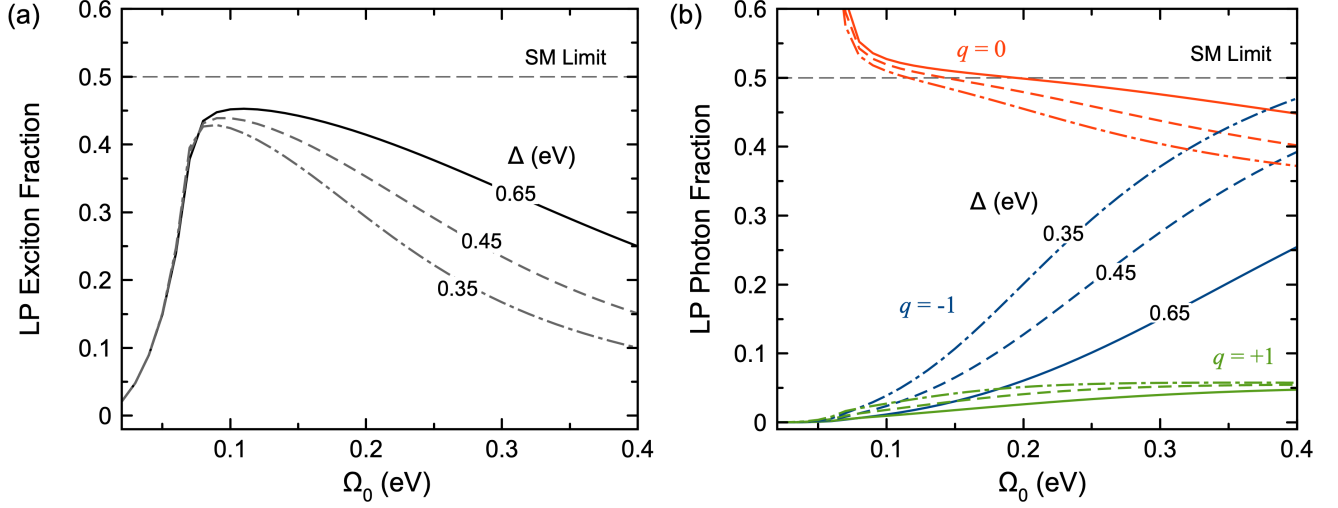 (a)
0.6
0.5
0.4
0.3
0.2
0.1
0
LP Exciton Fraction
SM Limit
Δ (eV)
0.65
0.45
0.35
0.1
0.2
0.3
0.4
Ω0 (eV)
(b)
0.6
0.5
0.4
0.3
0.2
0.1
0
LP Photon Fraction
q = 0
SM Limit
Δ (eV)
0.35
0.45
0.65
q = -1
q = +1
0.1
0.2
0.3
0.4
Ω0 (eV)